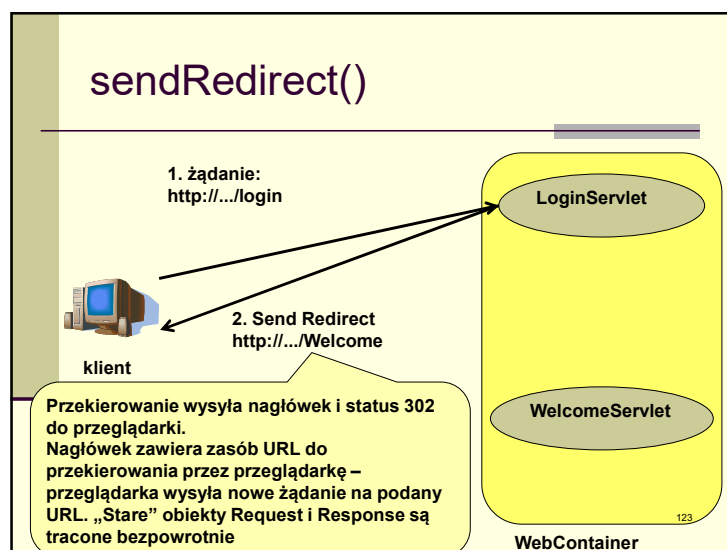 sendRedirect()
1. żądanie:
http://.../login
LoginServlet
2. Send Redirect
http://.../Welcome
klient
Przekierowanie wysyła nagłówek i status 302
do przeglądarki.
Nagłówek zawiera zasób URL do
przekierowania przez przeglądarkę –
przeglądarka wysyła nowe żądanie na podany
URL. „Stare” obiekty Request i Response są
tracone bezpowrotnie
WelcomeServlet
123
WebContainer